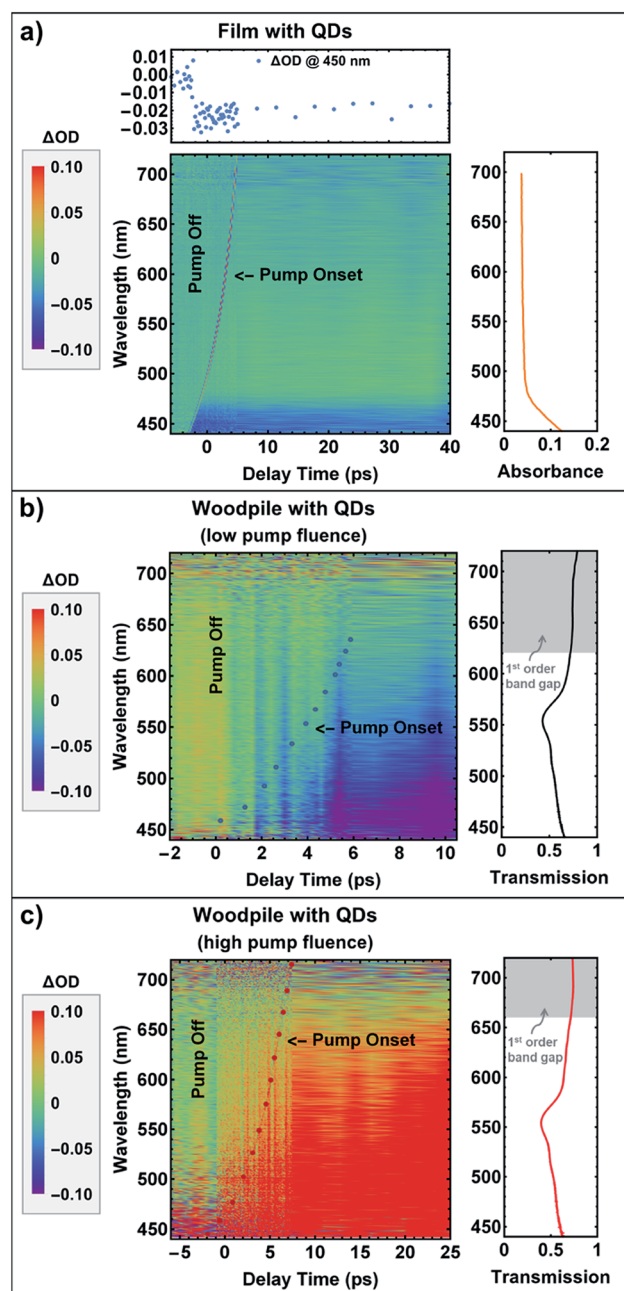 a)
Film with QDs
0.01
0.00
−0.01
−0.02
−0.03
ΔOD @ 450 nm
ΔOD
0.10
0.05
0
−0.05
−0.10
Wavelength (nm)
700
650
600
550
500
450
Pump Off
<− Pump Onset
0 10 20 30 40
Delay Time (ps)
700
650
600
550
500
450
0 0.1 0.2
Absorbance
b)
Woodpile with QDs
(low pump fluence)
ΔOD
0.10
0.05
0
−0.05
−0.10
Wavelength (nm)
700
650
600
550
500
450
Pump Off
<− Pump Onset
−2 0 2 4 6 8 10
Delay Time (ps)
700
650
600
550
500
450
1st order
band gap
0 0.5 1
Transmission
c)
Woodpile with QDs
(high pump fluence)
ΔOD
0.10
0.05
0
−0.05
−0.10
Wavelength (nm)
700
650
600
550
500
450
Pump Off
<− Pump Onset
−5 0 5 10 15 20 25
Delay Time (ps)
700
650
600
550
500
450
1st order
band gap
0 0.5 1
Transmission